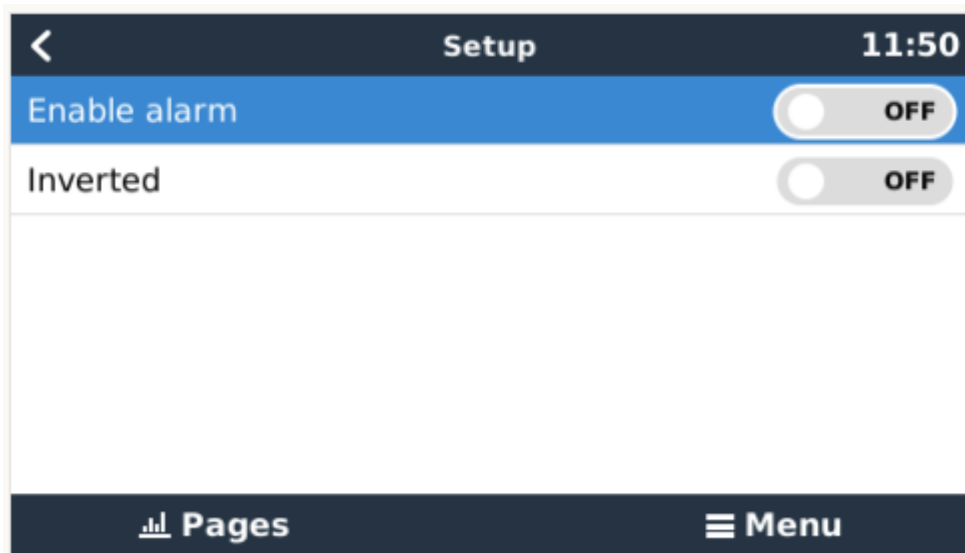 Setup 11:50
Enable alarm OFF
Inverted OFF
Pages Menu